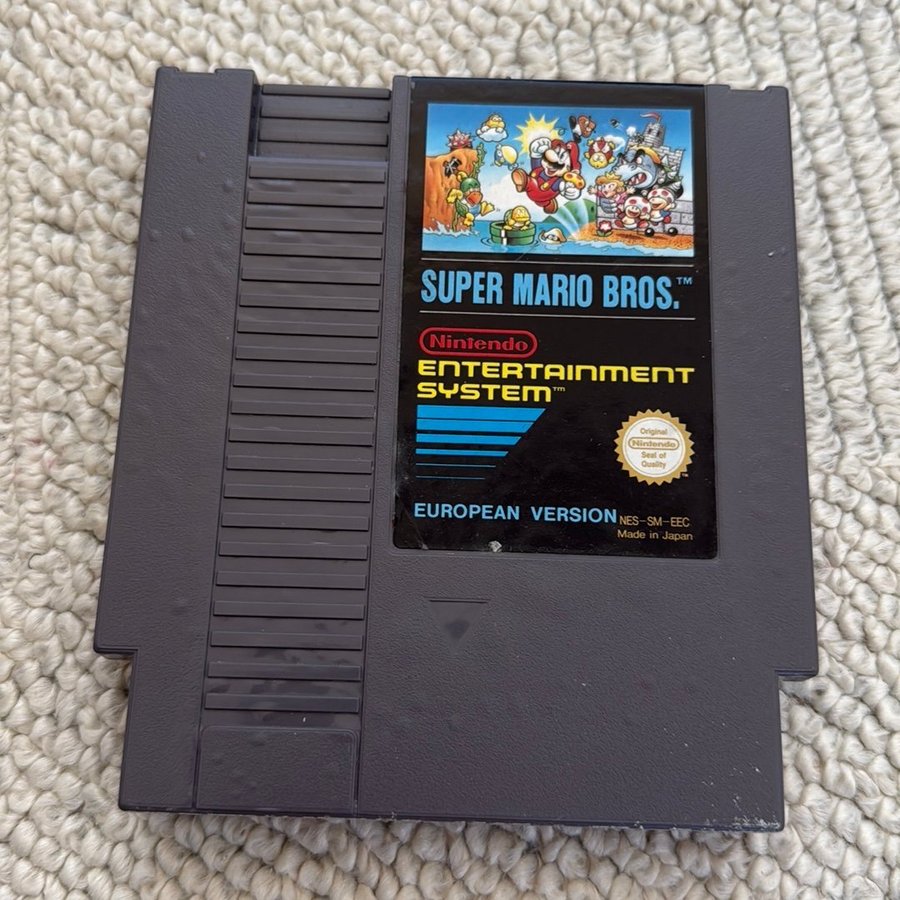 SUPER MARIO BROS.™
Nintendo
ENTERTAINMENT
SYSTEM™
Original
Nintendo
Seal of
Quality
TM
EUROPEAN VERSION NES-SM-EEC
Made in Japan